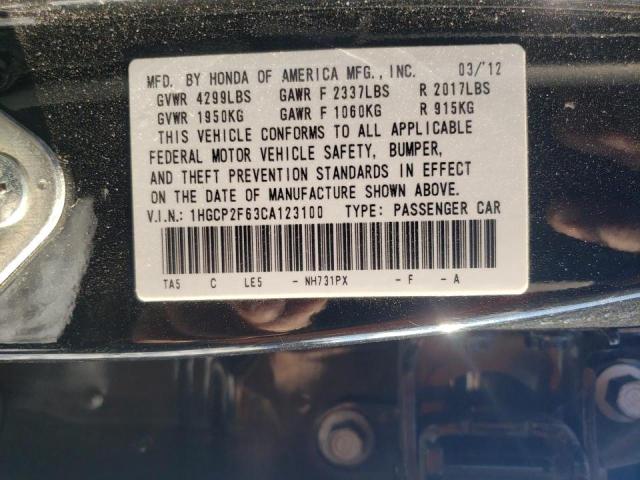 MFD. BY HONDA OF AMERICA MFG., INC. 03/'12
GVWR 4299LBS GAWR F 2337LBS R 2017LBS
GVWR 1950KG GAWR F 1060KG R 915KG
THIS VEHICLE CONFORMS TO ALL APPLICABLE
FEDERAL MOTOR VEHICLE SAFETY, BUMPER,
AND THEFT PREVENTION STANDARDS IN EFFECT
ON THE DATE OF MANUFACTURE SHOWN ABOVE.
V.I.N.: 1HGCP2F63CA123100 TYPE: PASSENGER CAR
TA5 C LE5 - NH731PX - F - A